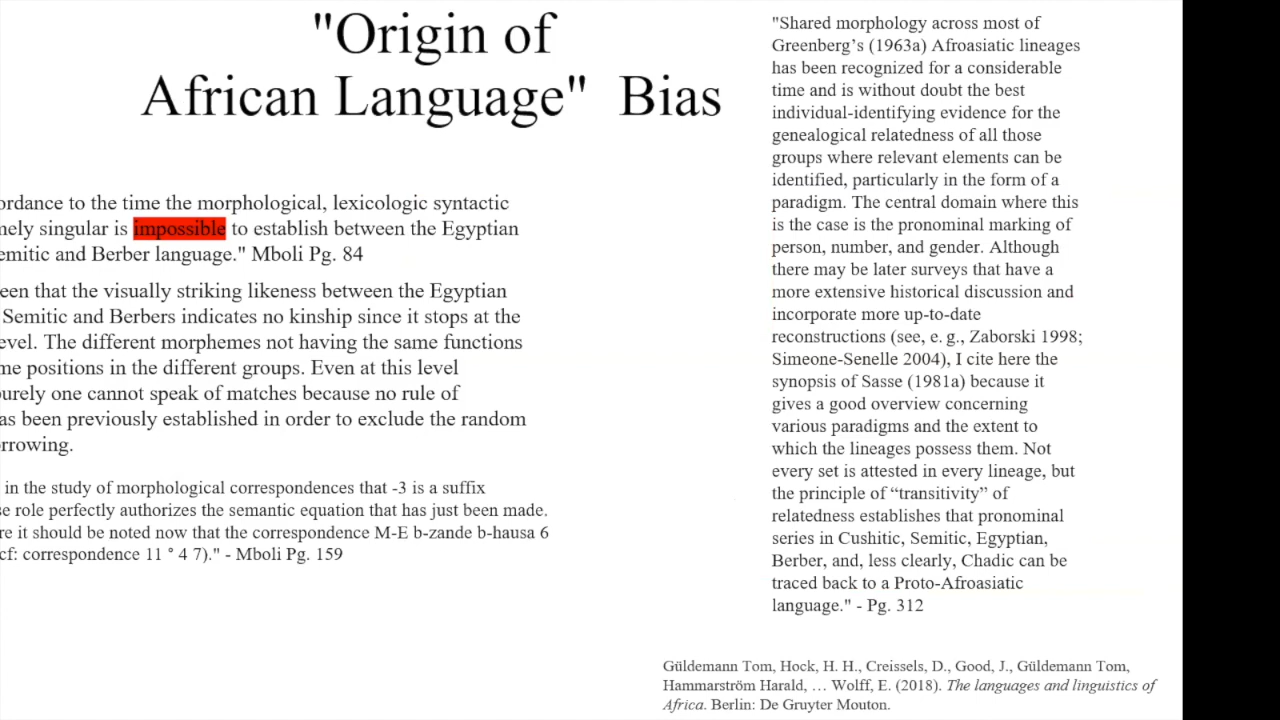 "Origin of
African Language" Bias
ordance to the time the morphological, lexicologic syntactic
nely singular is impossible to establish between the Egyptian
emitic and Berber language." Mboli Pg. 84
een that the visually striking likeness between the Egyptian
Semitic and Berbers indicates no kinship since it stops at the
evel. The different morphemes not having the same functions
me positions in the different groups. Even at this level
purely one cannot speak of matches because no rule of
as been previously established in order to exclude the random
rrowing.
in the study of morphological correspondences that -3 is a suffix
se role perfectly authorizes the semantic equation that has just been made.
re it should be noted now that the correspondence M-E b-zande b-hausa 6
cf: correspondence 11 ° 4 7)." - Mboli Pg. 159
"Shared morphology across most of
Greenberg's (1963a) Afroasiatic lineages
has been recognized for a considerable
time and is without doubt the best
individual-identifying evidence for the
genealogical relatedness of all those
groups where relevant elements can be
identified, particularly in the form of a
paradigm. The central domain where this
is the case is the pronominal marking of
person, number, and gender. Although
there may be later surveys that have a
more extensive historical discussion and
incorporate more up-to-date
reconstructions (see, e. g., Zaborski 1998;
Simeone-Senelle 2004), I cite here the
synopsis of Sasse (1981a) because it
gives a good overview concerning
various paradigms and the extent to
which the lineages possess them. Not
every set is attested in every lineage, but
the principle of “transitivity” of
relatedness establishes that pronominal
series in Cushitic, Semitic, Egyptian,
Berber, and, less clearly, Chadic can be
traced back to a Proto-Afroasiatic
language." - Pg. 312
Güldemann Tom, Hock, H. H., Creissels, D., Good, J., Güldemann Tom,
Hammarström Harald, … Wolff, E. (2018). The languages and linguistics of
Africa. Berlin: De Gruyter Mouton.